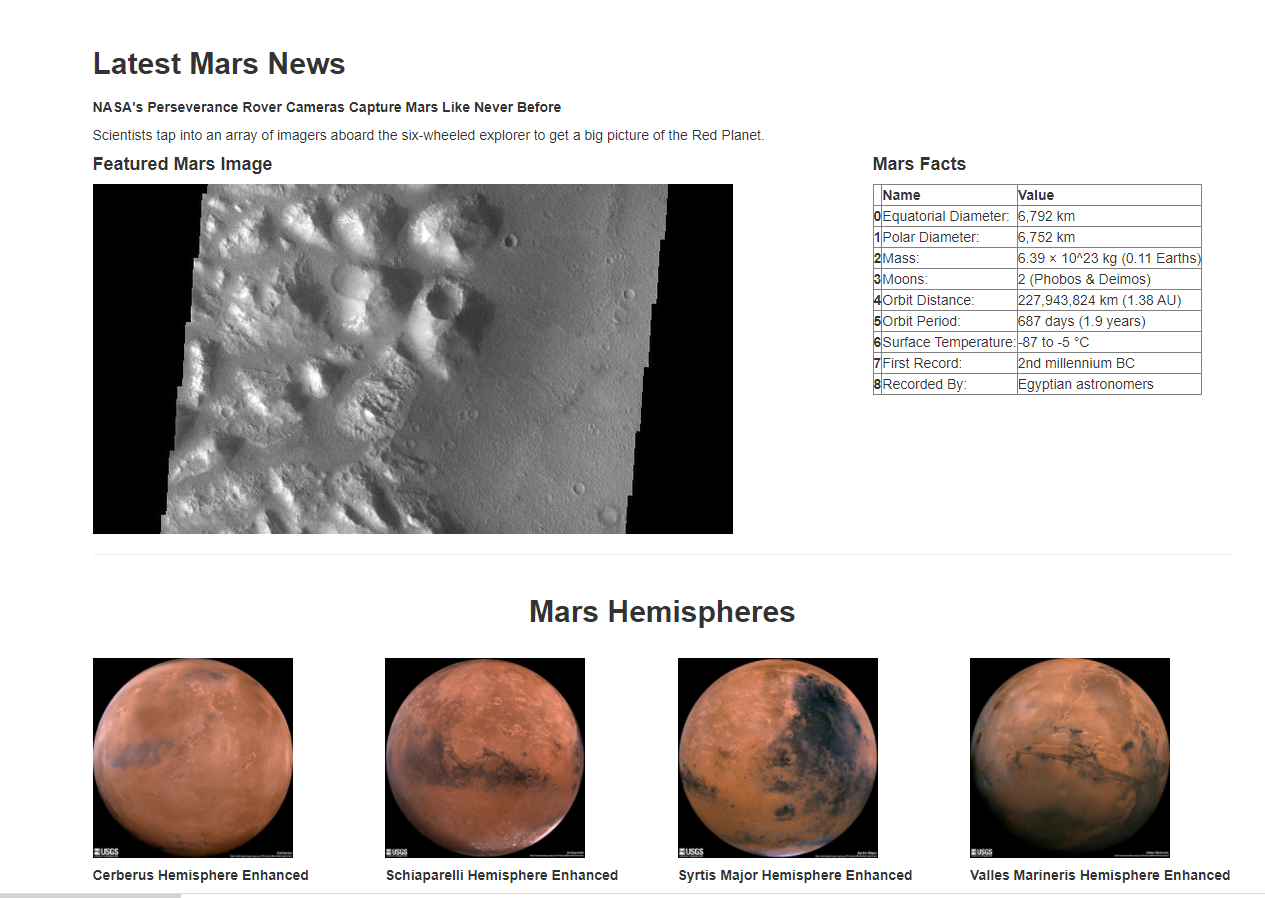 Latest Mars News
NASA's Perseverance Rover Cameras Capture Mars Like Never Before
Scientists tap into an array of imagers aboard the six-wheeled explorer to get a big picture of the Red Planet.
Featured Mars Image
Mars Facts
Name Value
0 Equatorial Diameter: 6,792 km
1 Polar Diameter: 6,752 km
2 Mass: 6.39 × 10^23 kg (0.11 Earths)
3 Moons: 2 (Phobos & Deimos)
4 Orbit Distance: 227,943,824 km (1.38 AU)
5 Orbit Period: 687 days (1.9 years)
6 Surface Temperature: -87 to -5 °C
7 First Record: 2nd millennium BC
8 Recorded By: Egyptian astronomers
Mars Hemispheres
USGS
USGS
USGS
USGS
Cerberus Hemisphere Enhanced
Schiaparelli Hemisphere Enhanced
Syrtis Major Hemisphere Enhanced
Valles Marineris Hemisphere Enhanced